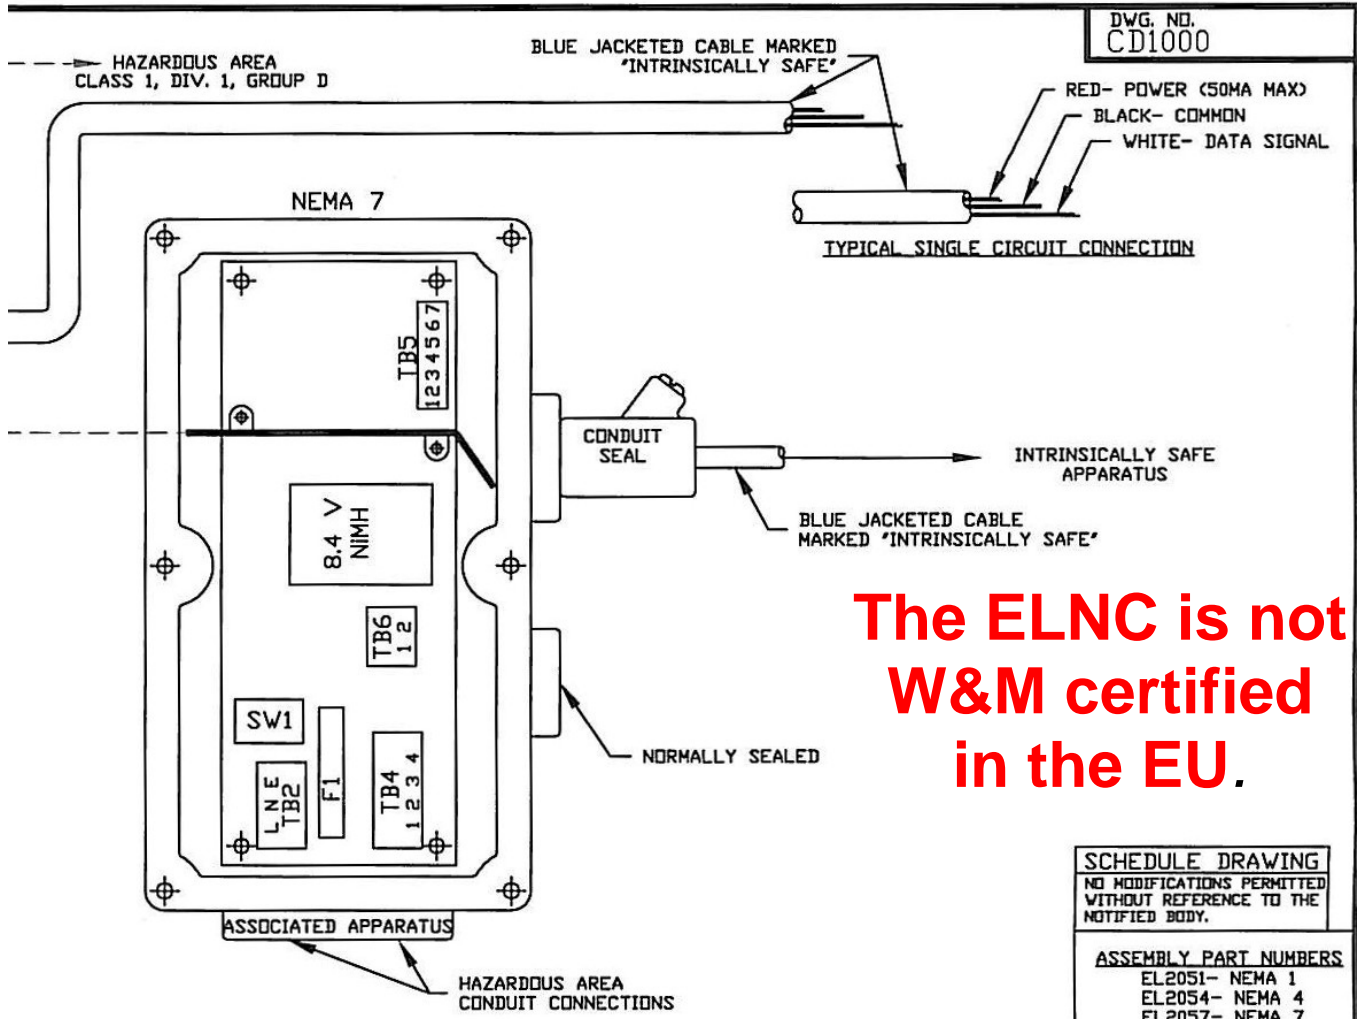 DWG. NO.
CD1000
HAZARDOUS AREA
CLASS 1, DIV. 1, GROUP D
BLUE JACKETED CABLE MARKED
"INTRINSICALLY SAFE"
RED- POWER (50MA MAX)
BLACK- COMMON
WHITE- DATA SIGNAL
TYPICAL SINGLE CIRCUIT CONNECTION
NEMA 7
TB5
1234567
CONDUIT
SEAL
INTRINSICALLY SAFE
APPARATUS
BLUE JACKETED CABLE
MARKED "INTRINSICALLY SAFE"
8.4 V
NiMH
TB6
1 2
The ELNC is not
W&M certified
in the EU.
SW1
L N E
TB2
F1
TB4
1 2 3 4
NORMALLY SEALED
ASSOCIATED APPARATUS
HAZARDOUS AREA
CONDUIT CONNECTIONS
SCHEDULE DRAWING
NO MODIFICATIONS PERMITTED
WITHOUT REFERENCE TO THE
NOTIFIED BODY.
ASSEMBLY PART NUMBERS
EL2051- NEMA 1
EL2054- NEMA 4
EL2057- NEMA 7